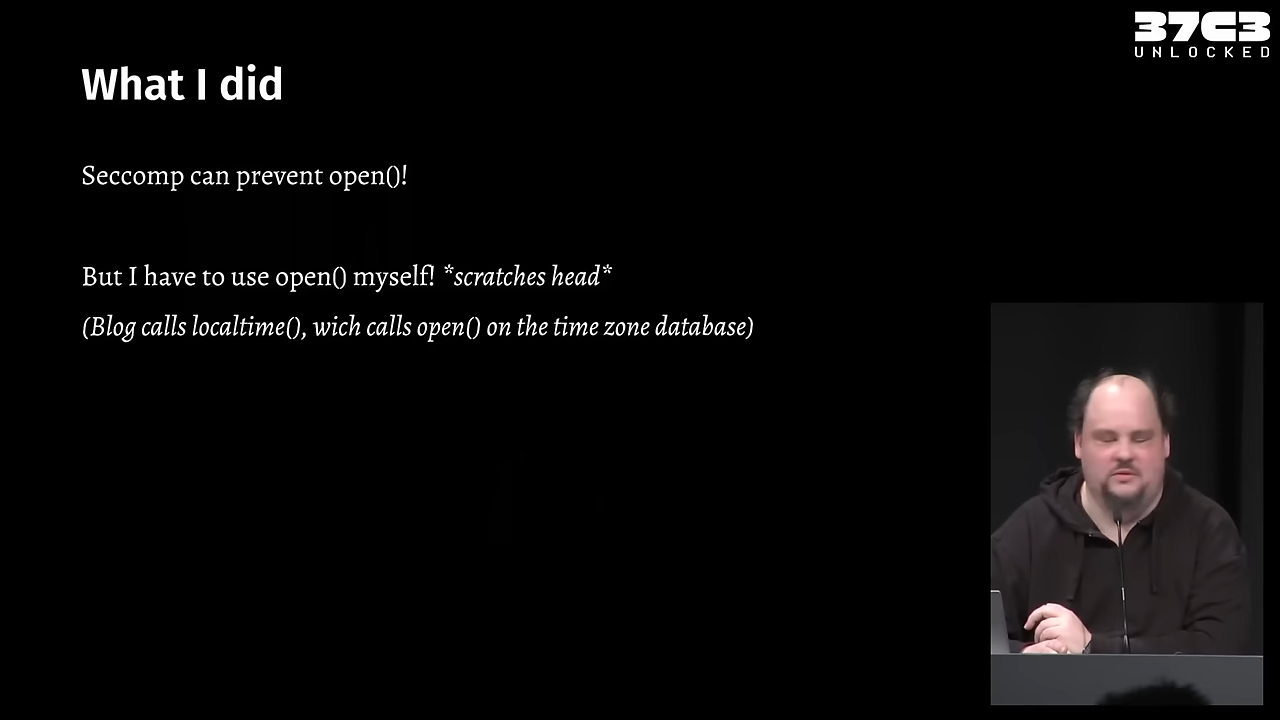 37C3
UNLOCKED
What I did
Seccomp can prevent open()!
But I have to use open() myself! *scratches head*
(Blog calls localtime(), wich calls open() on the time zone database)